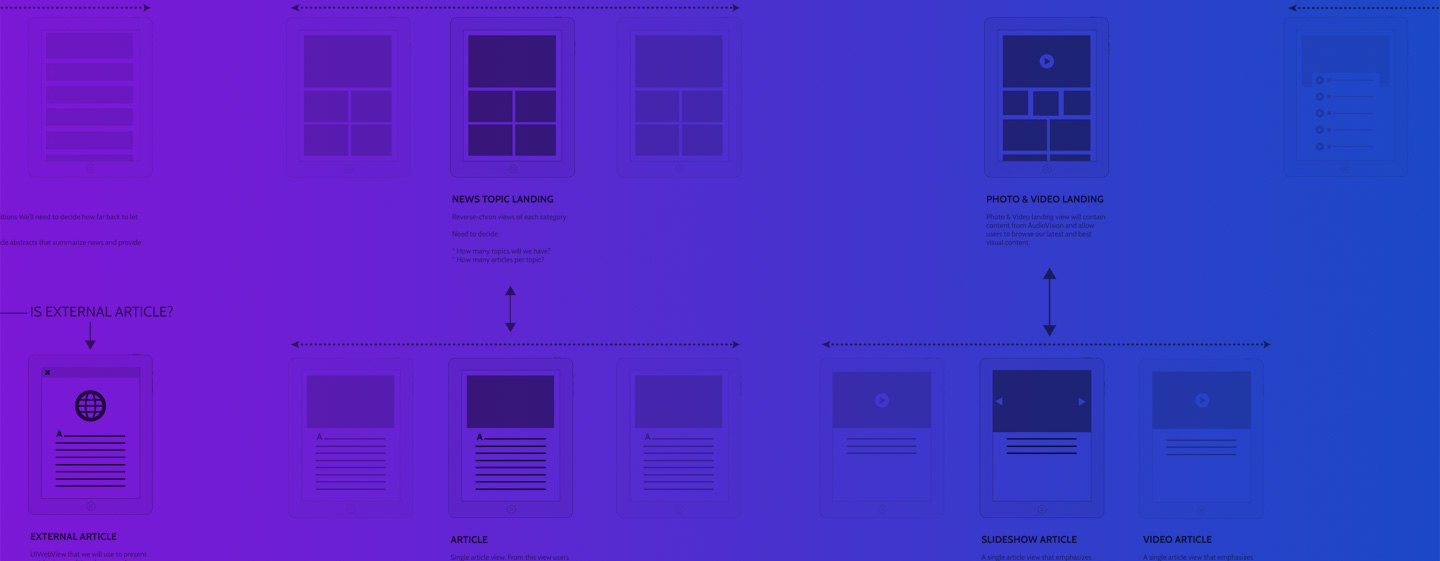 tions We'll need to decide how far back to let
cle abstracts that summarize news and provide
NEWS TOPIC LANDING
Reverse-chron views of each category
Need to decide:
* How many topics will we have?
* How many articles per topic?
PHOTO & VIDEO LANDING
Photo & Video landing view will contain
content from AudioVision and allow
users to browse our latest and best
visual content.
IS EXTERNAL ARTICLE?
A
A
A
A
EXTERNAL ARTICLE
UIWebView that we will use to present
ARTICLE
Single article view. From this view users
SLIDESHOW ARTICLE
A single article view that emphasizes
VIDEO ARTICLE
A single article view that emphasizes